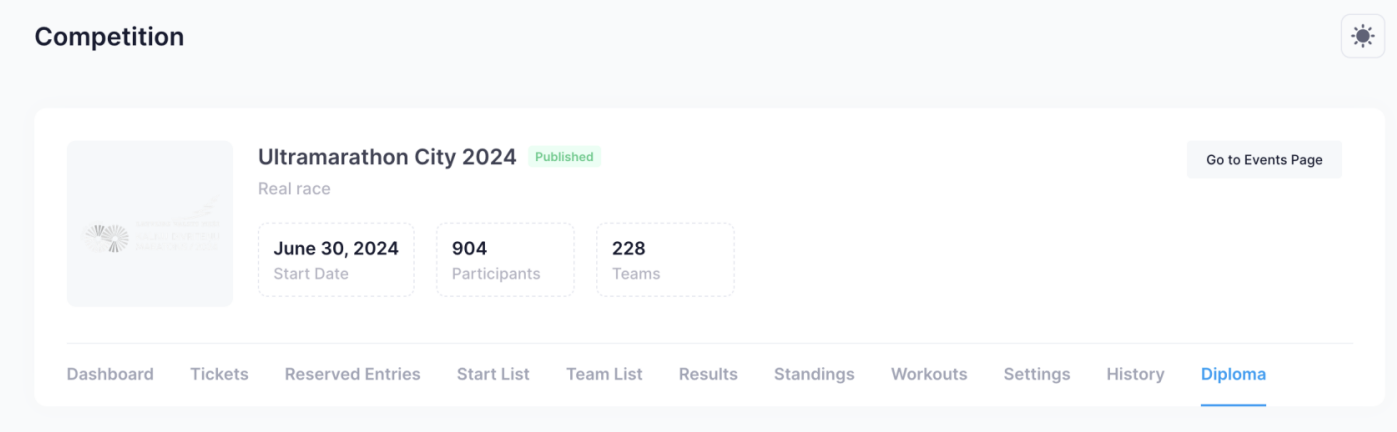 Competition
Ultramarathon City 2024 Published
Real race
Go to Events Page
June 30, 2024
Start Date
904
Participants
228
Teams
Dashboard Tickets Reserved Entries Start List Team List Results Standings Workouts Settings History Diploma